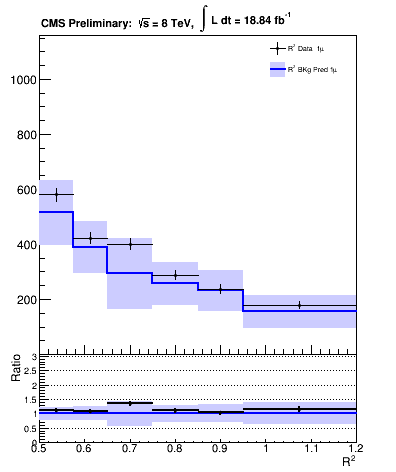 CMS Preliminary: √s = 8 TeV, ∫ L dt = 18.84 fb⁻¹
R² Data 1μ
R² BKg Pred 1μ
1000
800
600
400
200
Ratio
3
2.5
2
1.5
1
0.5
0
0.5 0.6 0.7 0.8 0.9 1 1.1 1.2
R²